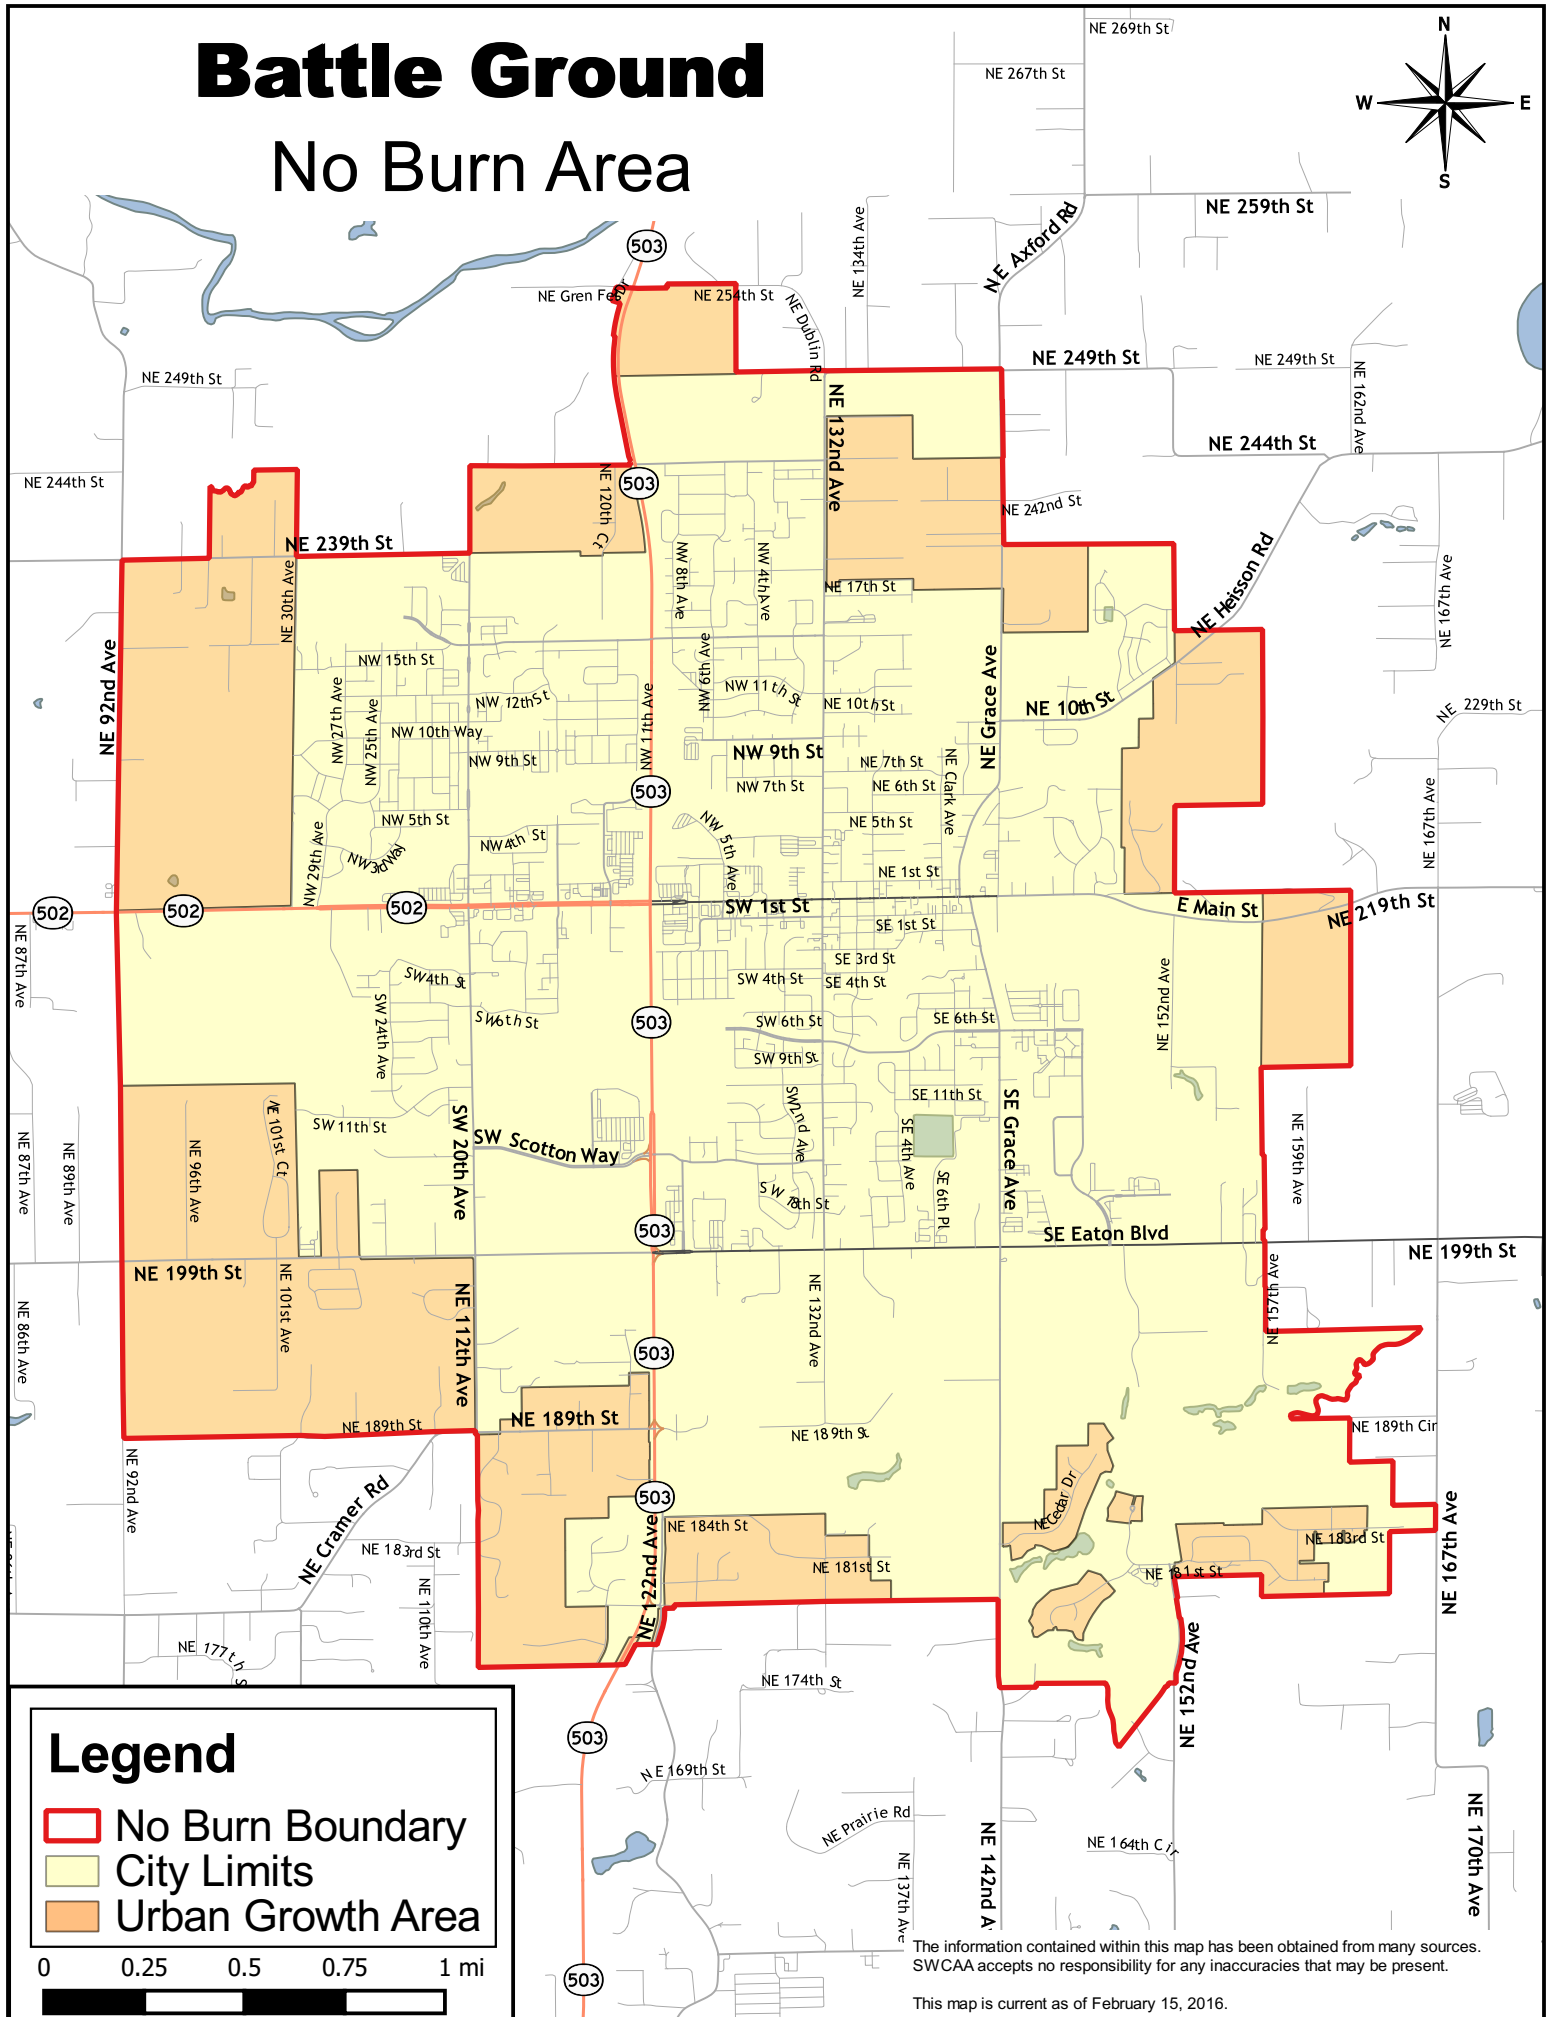 Battle Ground
No Burn Area
N
W
E
S
NE 269th St
NE 267th St
NE 259th St
NE Axford Rd
NE 134th Ave
503
NE 254th St
NE Dublin Rd
NE 249th St
NE 249th St
NE 249th St
NE 162nd Ave
NE 132nd Ave
NE 244th St
NE 244th St
NE 120th Ct
503
NE 242nd St
NE 239th St
NE 30th Ave
NW 8th Ave
NW 4th Ave
NE 17th St
NE Heisson Rd
NE 167th Ave
NE 92nd Ave
NW 15th St
NW 6th Ave
NE Grace Ave
NW 27th Ave
NW 25th Ave
NW 12th St
NW 11th Ave
NW 11th St
NE 10th St
NE 10th St
NE 229th St
NW 10th Way
NW 9th St
NW 9th St
NE 7th St
NE Clark Ave
503
NW 7th St
NE 6th St
NE 167th Ave
NW 5th St
NW 4th St
NW 5th Ave
NE 5th St
NW 29th Ave
NW 3rd Way
NE 1st St
502
502
502
SW 1st St
E Main St
NE 219th St
NE 87th Ave
SE 1st St
SE 3rd St
SW 4th St
SW 4th St
SE 4th St
NE 152nd Ave
SW 24th Ave
SW 6th St
503
SW 6th St
SE 6th St
SW 9th St
SE 11th St
SW 2nd Ave
NE 101st Ct
SW 11th St
SW 20th Ave
SW Scotton Way
SE 4th Ave
SE Grace Ave
NE 159th Ave
NE 87th Ave
NE 89th Ave
NE 96th Ave
SE 6th Pl
SW 18th St
503
SE Eaton Blvd
NE 199th St
NE 199th St
NE 101st Ave
NE 112th Ave
NE 132nd Ave
NE 157th Ave
NE 86th Ave
503
NE 189th St
NE 189th St
NE 189th St
NE 189th Cir
NE 92nd Ave
NE Cramer Rd
503
NE Cedar Dr
NE 122nd Ave
NE 184th St
NE 183rd St
NE 183rd St
NE 181st St
NE 181st St
NE 167th Ave
NE 110th Ave
NE 177th S
NE 174th St
NE 152nd Ave
503
NE 169th St
NE Prairie Rd
NE 164th Cir
NE 137th Ave
NE 142nd A
NE 170th Ave
503
Legend
No Burn Boundary
City Limits
Urban Growth Area
0 0.25 0.5 0.75 1 mi
The information contained within this map has been obtained from many sources.
SWCAA accepts no responsibility for any inaccuracies that may be present.
This map is current as of February 15, 2016.